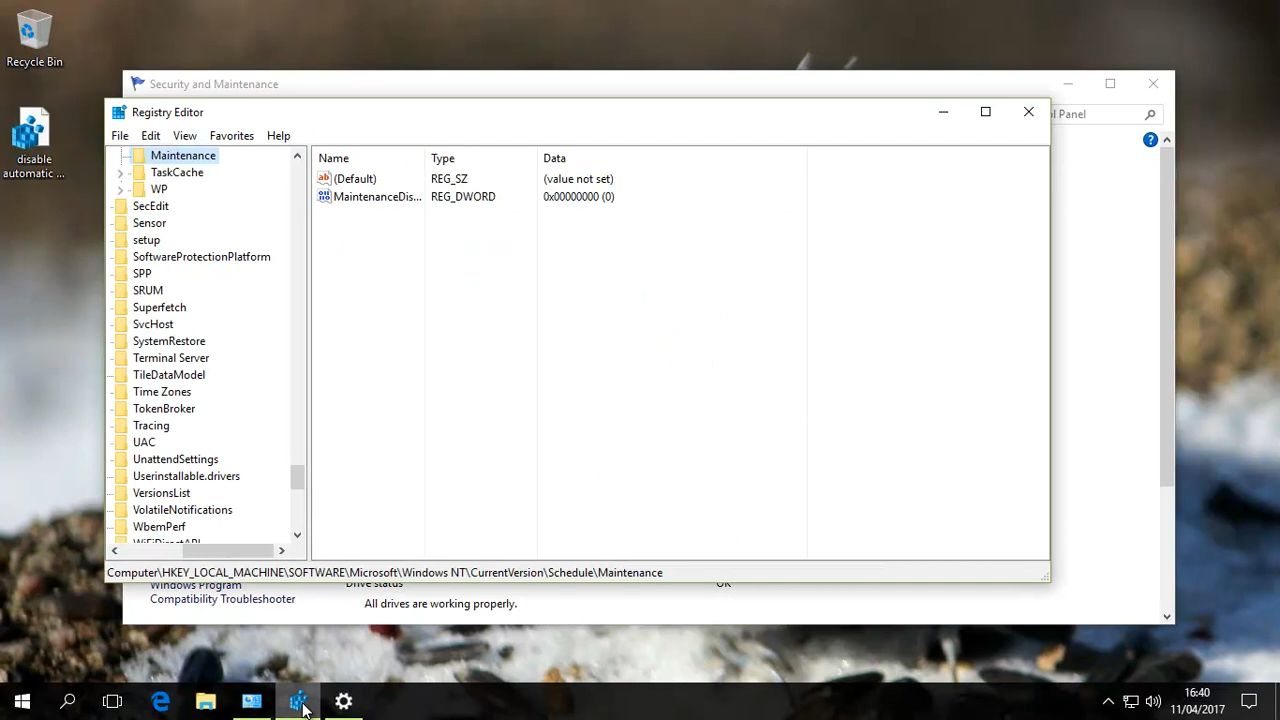 Recycle Bin
disable
automatic ...
Security and Maintenance
ol Panel
Registry Editor
File Edit View Favorites Help
Maintenance
TaskCache
WP
SecEdit
Sensor
setup
SoftwareProtectionPlatform
SPP
SRUM
Superfetch
SvcHost
SystemRestore
Terminal Server
TileDataModel
Time Zones
TokenBroker
Tracing
UAC
UnattendSettings
Userinstallable.drivers
VersionsList
VolatileNotifications
WbemPerf
WiFiDirectAPI
Name Type Data
(Default) REG_SZ (value not set)
MaintenanceDis... REG_DWORD 0x00000000 (0)
Computer\HKEY_LOCAL_MACHINE\SOFTWARE\Microsoft\Windows NT\CurrentVersion\Schedule\Maintenance
Windows Program
Compatibility Troubleshooter
Drive status OK
All drives are working properly.
16:40
11/04/2017